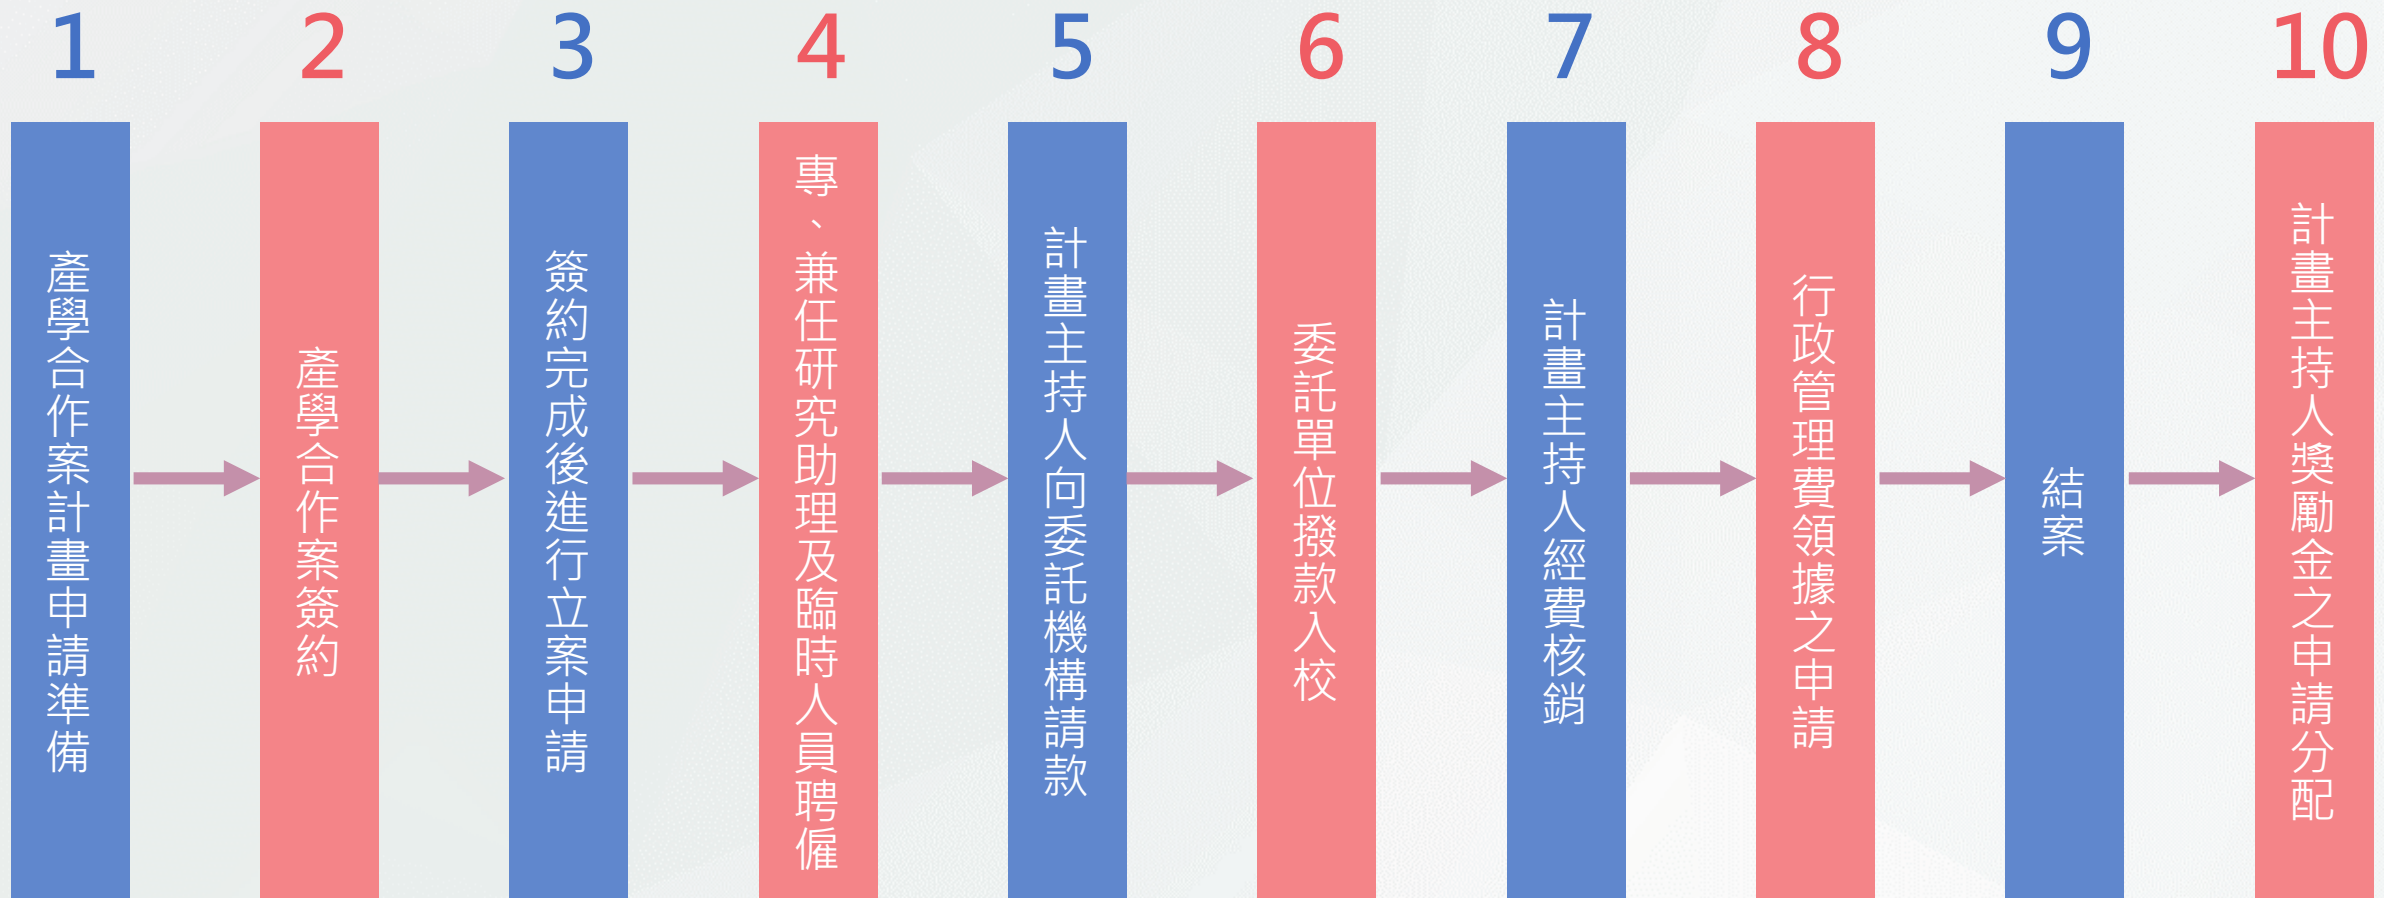 1
產學合作案計畫申請準備
2
產學合作案簽約
3
簽約完成後進行立案申請
4
專、兼任研究助理及臨時人員聘僱
5
計畫主持人向委託機構請款
6
委託單位撥款入校
7
計畫主持人經費核銷
8
行政管理費領據之申請
9
結案
10
計畫主持人獎勵金之申請分配